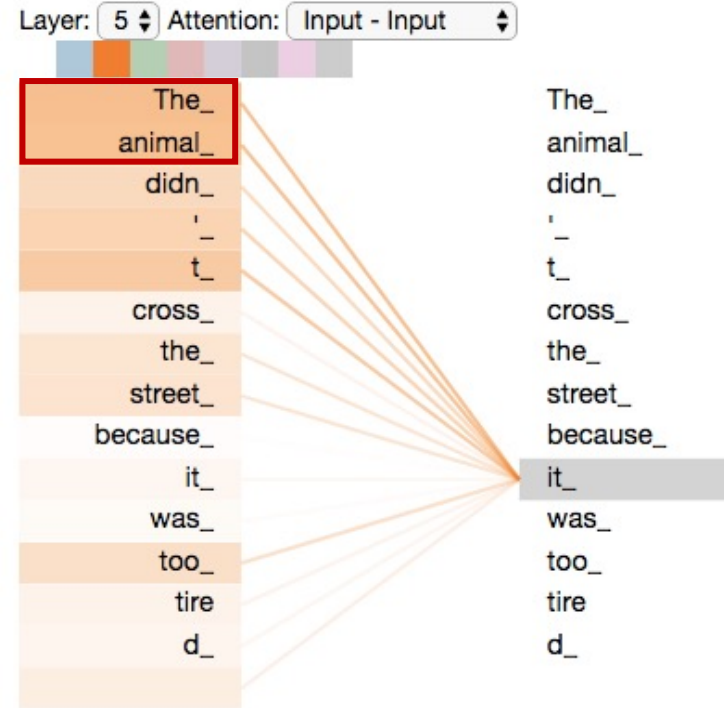 Layer: 5 Attention: Input - Input
The_ The_
animal_ animal_
didn_ didn_
'_ '_
t_ t_
cross_ cross_
the_ the_
street_ street_
because_ because_
it_ it_
was_ was_
too_ too_
tire tire
d_ d_